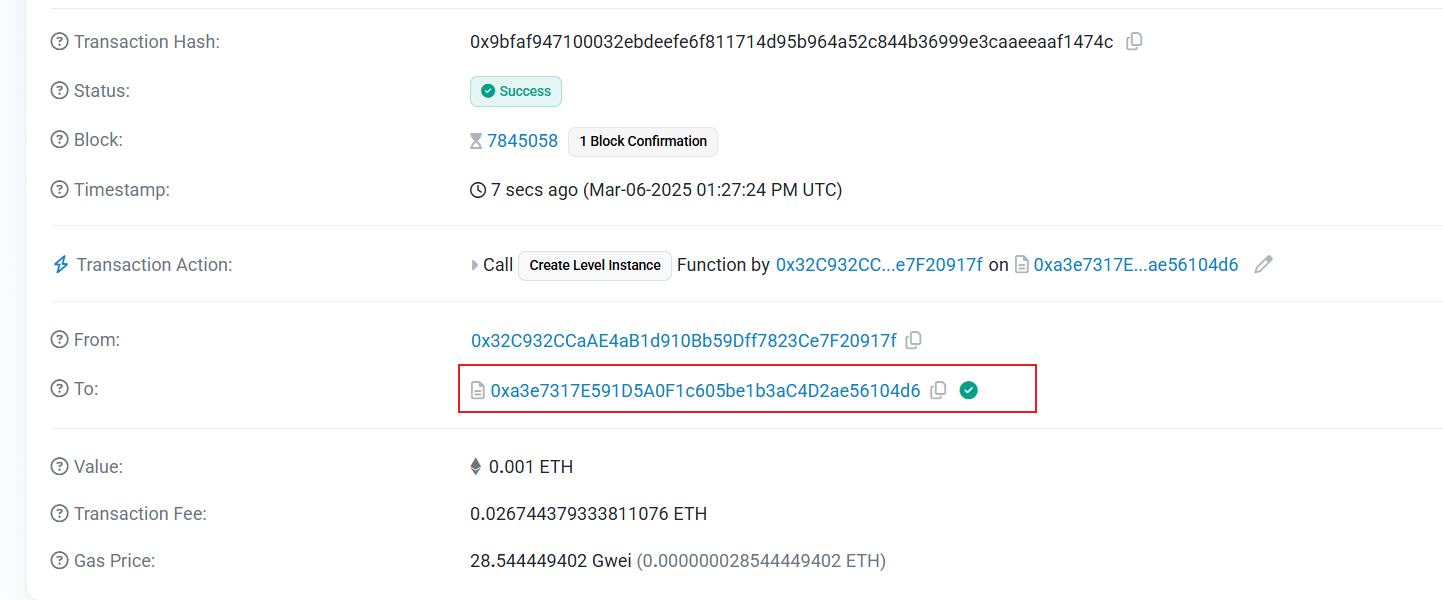 Transaction Hash: 0x9bfaf947100032ebdeefe6f811714d95b964a52c844b36999e3caaeeaaf1474c
Status: Success
Block: 7845058 1 Block Confirmation
Timestamp: 7 secs ago (Mar-06-2025 01:27:24 PM UTC)
Transaction Action: Call Create Level Instance Function by 0x32C932CC...e7F20917f on 0xa3e7317E...ae56104d6
From: 0x32C932CCaAE4aB1d910Bb59Dff7823Ce7F20917f
To: 0xa3e7317E591D5A0F1c605be1b3aC4D2ae56104d6
Value: 0.001 ETH
Transaction Fee: 0.026744379333811076 ETH
Gas Price: 28.544449402 Gwei (0.000000028544449402 ETH)